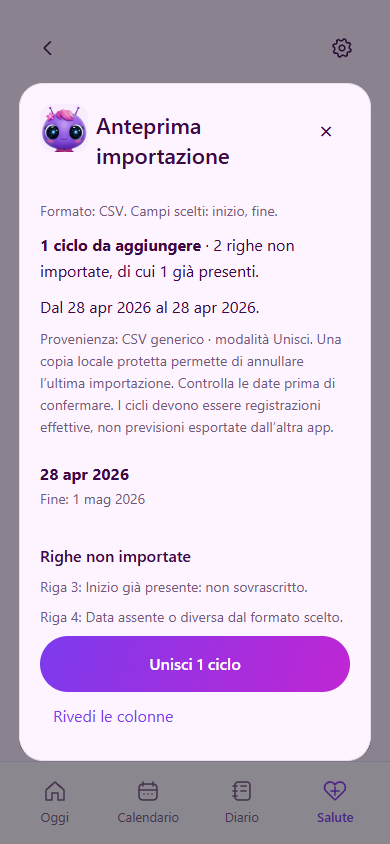 Anteprima
importazione
Formato: CSV. Campi scelti: inizio, fine.
1 ciclo da aggiungere · 2 righe non
importate, di cui 1 già presenti.
Dal 28 apr 2026 al 28 apr 2026.
Provenienza: CSV generico · modalità Unisci. Una
copia locale protetta permette di annullare
l'ultima importazione. Controlla le date prima di
confermare. I cicli devono essere registrazioni
effettive, non previsioni esportate dall'altra app.
28 apr 2026
Fine: 1 mag 2026
Righe non importate
Riga 3: Inizio già presente: non sovrascritto.
Riga 4: Data assente o diversa dal formato scelto.
Unisci 1 ciclo
Rivedi le colonne
Oggi
Calendario
Diario
Salute